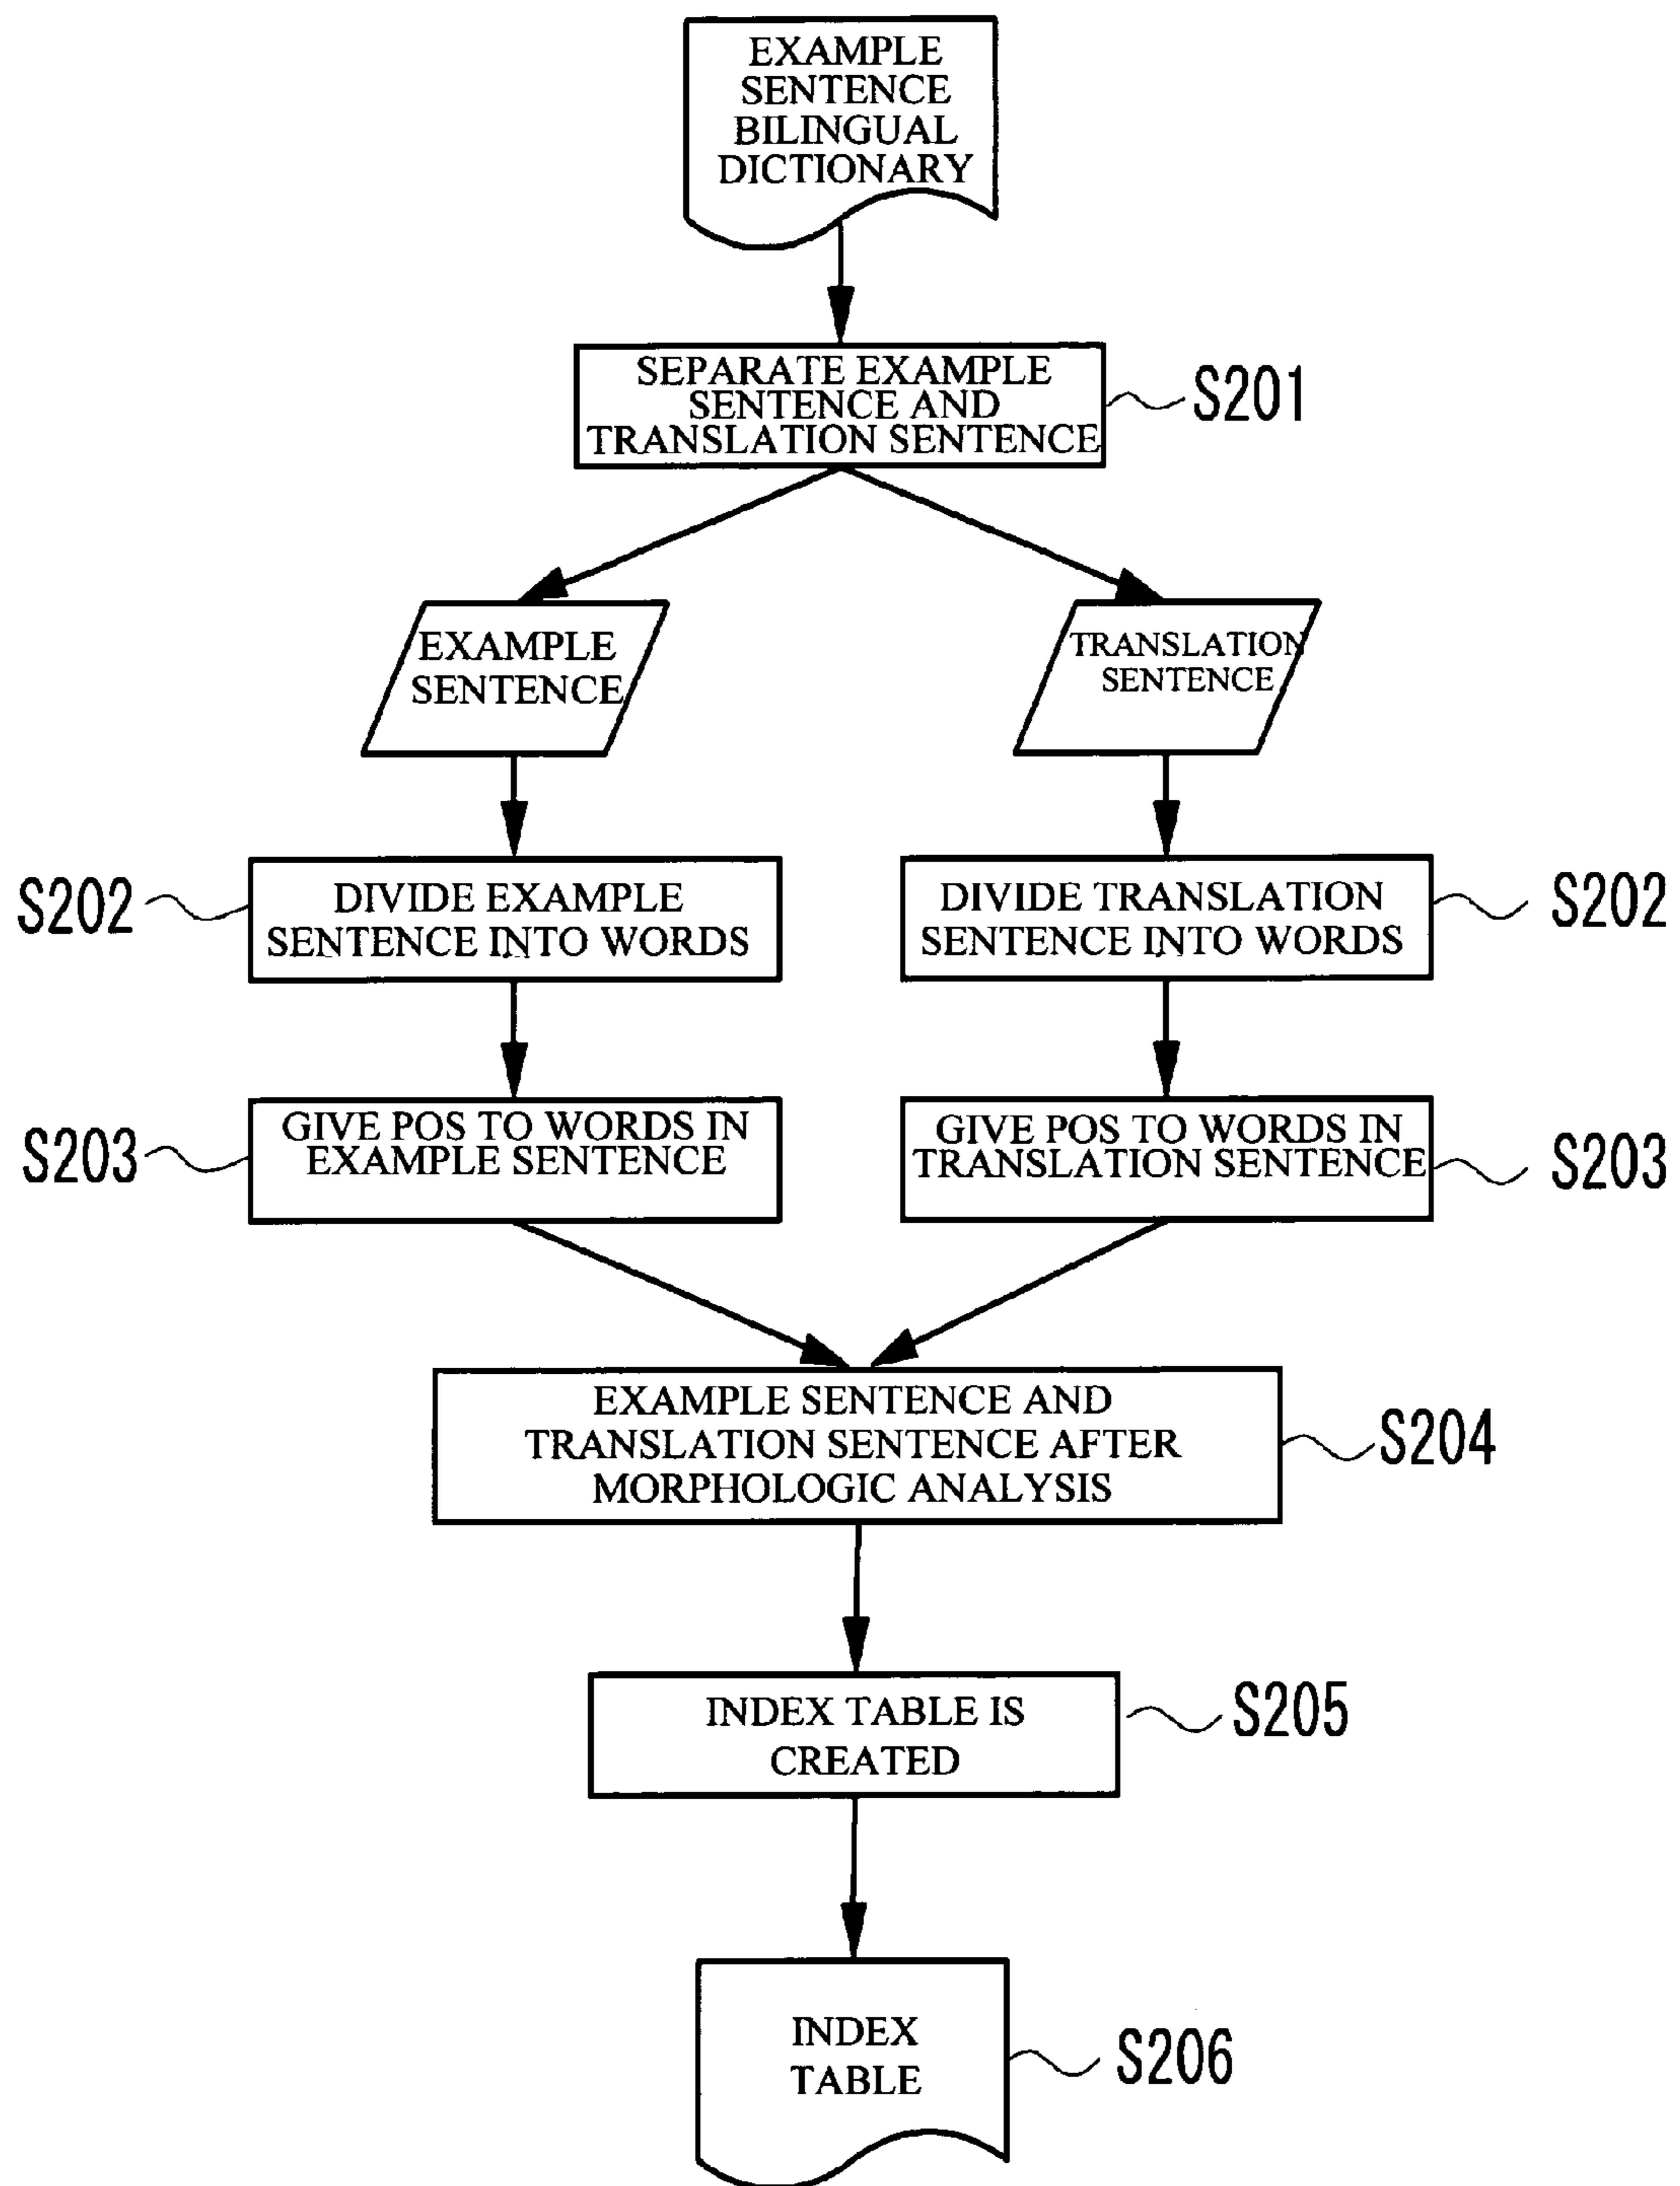 EXAMPLE
SENTENCE
BILINGUAL
DICTIONARY
SEPARATE EXAMPLE
SENTENCE AND
TRANSLATION SENTENCE
S201
EXAMPLE
SENTENCE
TRANSLATION
SENTENCE
S202
DIVIDE EXAMPLE
SENTENCE INTO WORDS
DIVIDE TRANSLATION
SENTENCE INTO WORDS
S202
S203
GIVE POS TO WORDS IN
EXAMPLE SENTENCE
GIVE POS TO WORDS IN
TRANSLATION SENTENCE
S203
EXAMPLE SENTENCE AND
TRANSLATION SENTENCE AFTER
MORPHOLOGIC ANALYSIS
S204
INDEX TABLE IS
CREATED
S205
INDEX
TABLE
S206